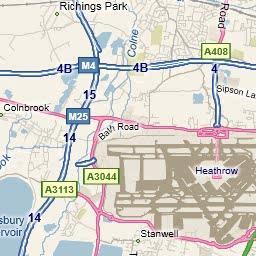 Richings Park
Colne
Road
A408
4B
M4
4B
4
15
Sipson La
Colnbrook
M25
Bath Road
14
Heathrow
A3044
A3113
14
Stanwell